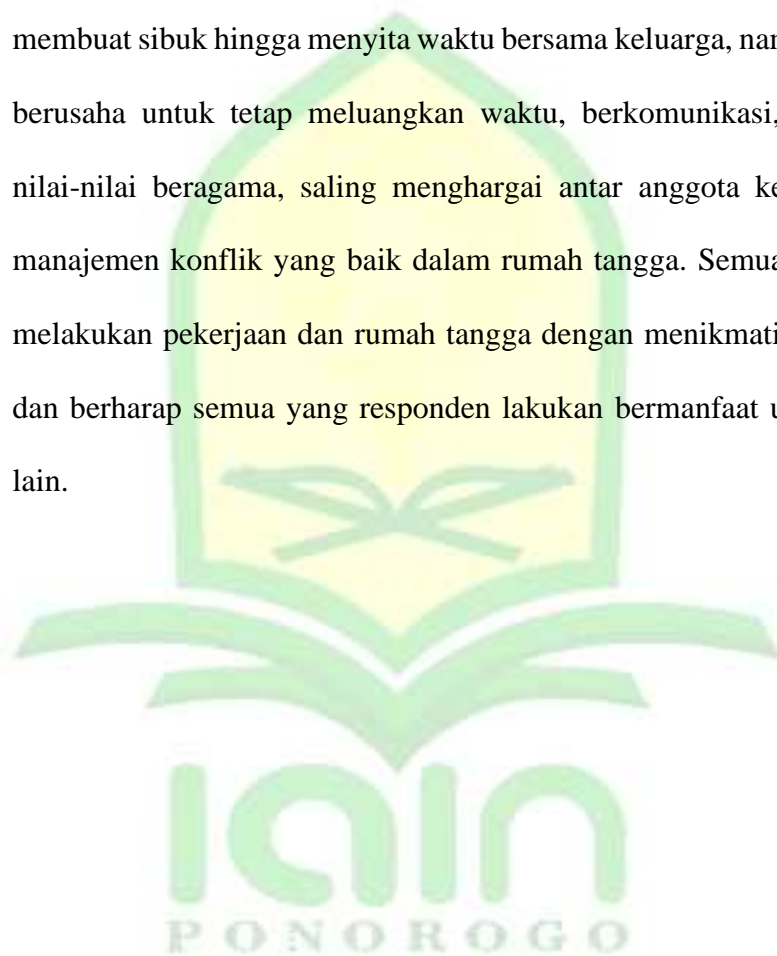 membuat sibuk hingga menyita waktu bersama keluarga,
berusaha untuk tetap meluangkan waktu, berkomunikasi,
nilai-nilai beragama, saling menghargai antar anggota
manajemen konflik yang baik dalam rumah tangga. Semua
melakukan pekerjaan dan rumah tangga dengan menikmati
dan berharap semua yang responden lakukan bermanfaat
lain.
iain
PONOROGO